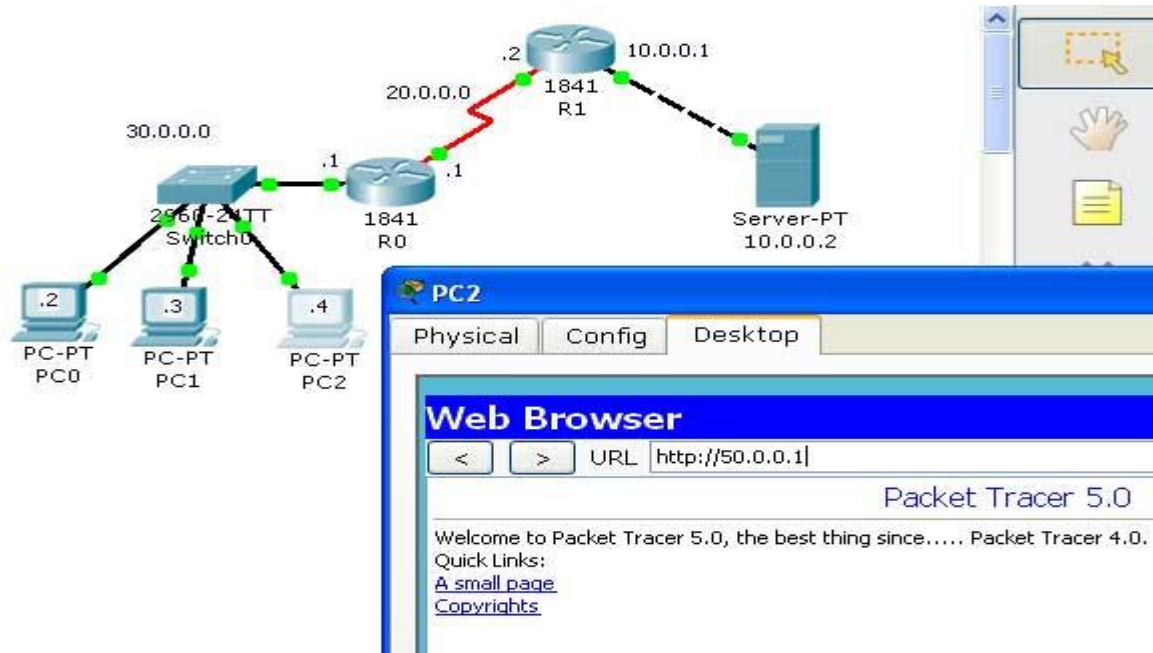 .2
10.0.0.1
1841
R1
20.0.0.0
30.0.0.0
.1
.1
2960-24TT
Switch0
1841
R0
Server-PT
10.0.0.2
.2
.3
.4
PC-PT
PC0
PC-PT
PC1
PC-PT
PC2
PC2
Physical
Config
Desktop
Web Browser
< > URL http://50.0.0.1
Packet Tracer 5.0
Welcome to Packet Tracer 5.0, the best thing since..... Packet Tracer 4.0.
Quick Links:
A small page
Copyrights